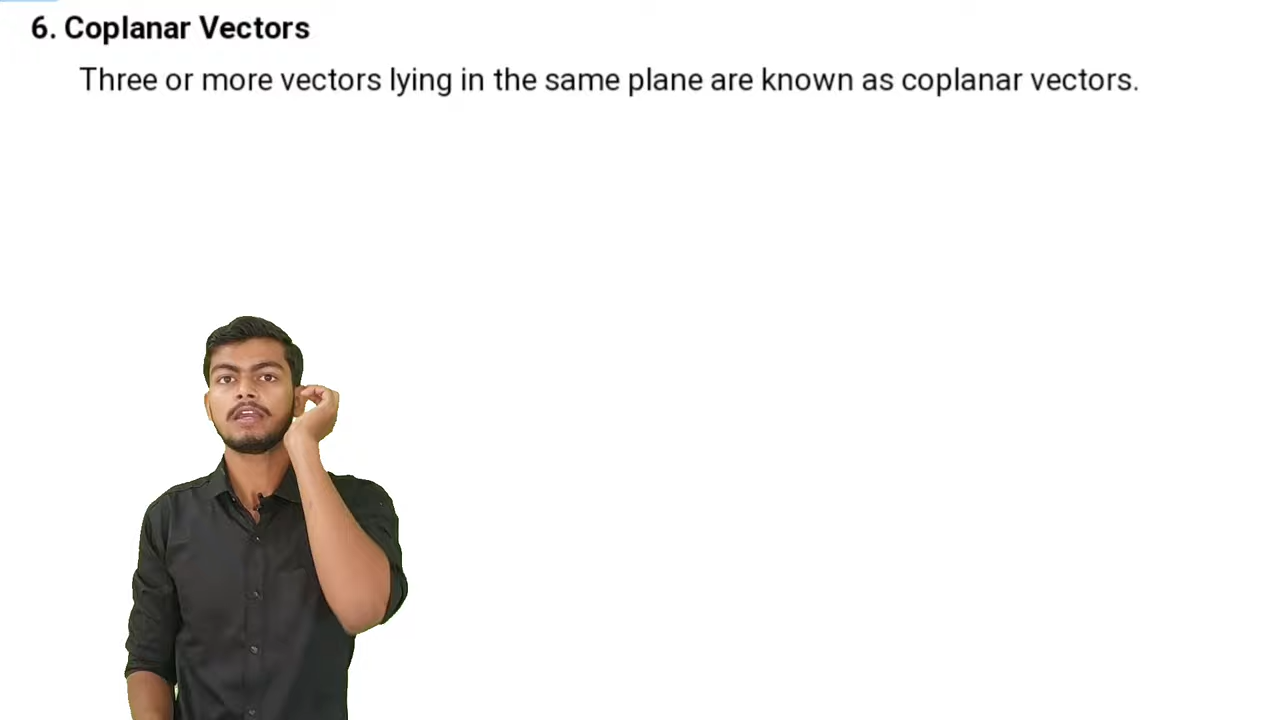 6. Coplanar Vectors
Three or more vectors lying in the same plane are known as coplanar vectors.